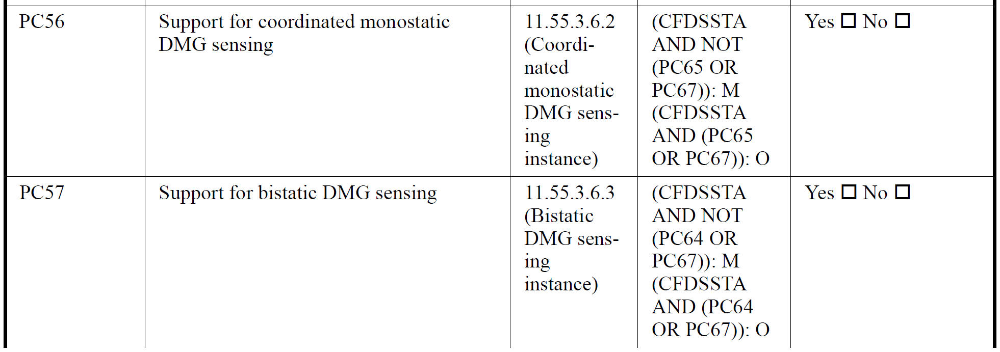 PC56
Support for coordinated monostatic
DMG sensing
11.55.3.6.2
(Coordi-
nated
monostatic
DMG sens-
ing
instance)
(CFDSSTA
AND NOT
(PC65 OR
PC67)): M
(CFDSSTA
AND (PC65
OR PC67)): O
Yes ☐ No ☐
PC57
Support for bistatic DMG sensing
11.55.3.6.3
(Bistatic
DMG sens-
ing
instance)
(CFDSSTA
AND NOT
(PC64 OR
PC67)): M
(CFDSSTA
AND (PC64
OR PC67)): O
Yes ☐ No ☐